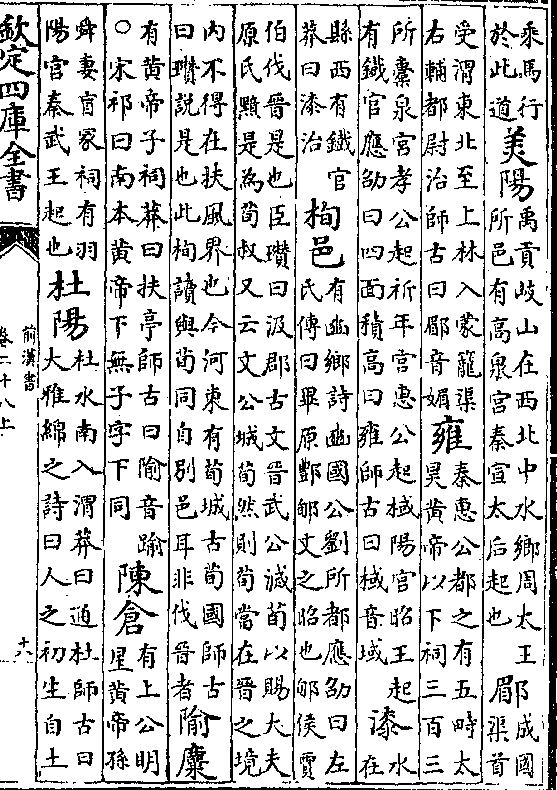 乘馬行
於此道
美陽
禹貢岐山在西北中水鄉周太王
所邑有高泉宮秦宣太后起也
郿
成國
渠首
受渭東北至上林入蒙籠渠
右輔都尉治師古曰郿音媚
雍
秦惠公都之有五畤太
昊黄帝以下祠三百三
所橐泉宮孝公起祈年宮惠公起棫陽宮昭王起
有鐵官應劭曰四面積高曰雍師古曰棫音域
漆
水
在
縣西有鐵官
莽曰漆治
栒邑
有豳鄉詩豳國公劉所都應劭曰左
氏傳曰畢原酆郇文之昭也郇侯賈
伯伐晉是也臣瓚曰汲郡古文晉武公滅荀以賜大夫
原氏黯是為荀叔又云文公城荀然則荀當在晉之境
内不得在扶風界也今河東有荀城古荀國師古
曰瓚説是也此栒讀與荀同自别邑耳非伐晉者
隃麋
有黄帝子祠莽曰扶亭師古曰隃音踰
○宋祁曰南本黄帝下無子字下同
陳倉
有上公明
星黄帝孫
舜妻盲冢祠有羽
陽宮秦武王起也
杜陽
杜水南入渭莽曰通杜師古曰
大雅緜之詩曰人之初生自土
欽定四庫全書
前漢書
卷二十八上
十六